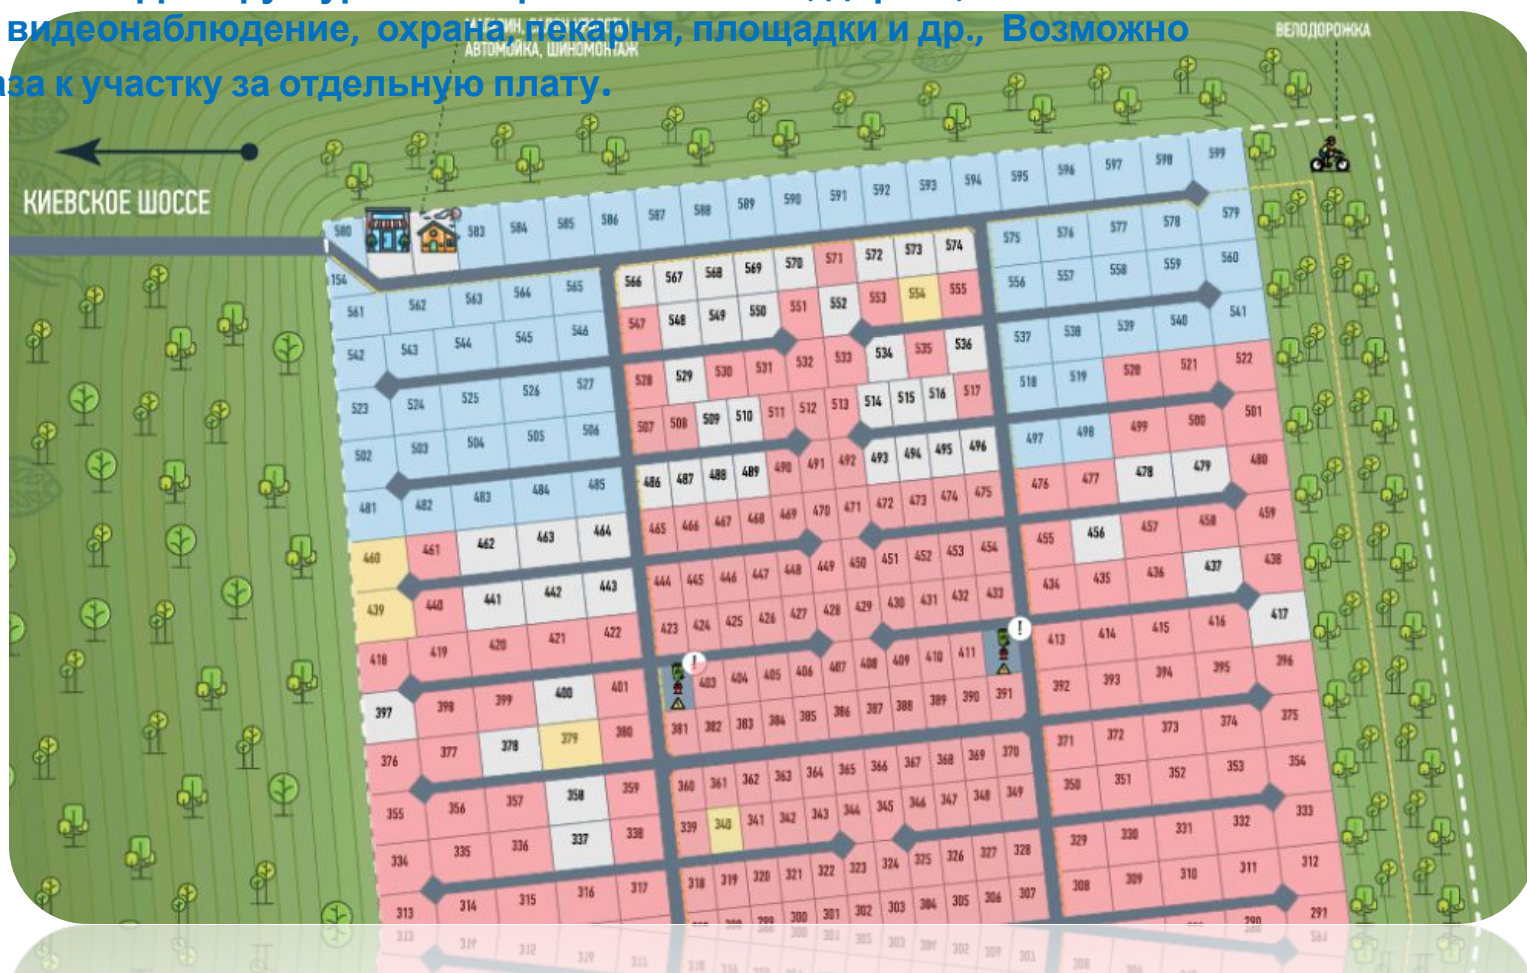 видеонаблюдение, охрана, пекарня, площадки и др., Возможно
к участку за отдельную плату.
АВТОМОЙКА, ШИНОМОНТАЖ
ВЕЛОДОРОЖКА
КИЕВСКОЕ ШОССЕ
580 583 584 585 586 587 588 589 590 591 592 593 594 595 596 597 598 599
154
561 562 563 564 565 566 567 568 569 570 571 572 573 574 575 576 577 578 579
542 543 544 545 546 547 548 549 550 551 552 553 554 555 556 557 558 559 560
523 524 525 526 527 528 529 530 531 532 533 534 535 536 537 538 539 540 541
502 503 504 505 506 507 508 509 510 511 512 513 514 515 516 517 518 519 520 521 522
481 482 483 484 485 486 487 488 489 490 491 492 493 494 495 496 497 498 499 500 501
460 461 462 463 464 465 466 467 468 469 470 471 472 473 474 475 476 477 478 479 480
439 440 441 442 443 444 445 446 447 448 449 450 451 452 453 454 455 456 457 458 459
418 419 420 421 422 423 424 425 426 427 428 429 430 431 432 433 434 435 436 437 438
397 398 399 400 401 ! 403 404 405 406 407 408 409 410 411 ! 413 414 415 416 417
376 377 378 379 380 381 382 383 384 385 386 387 388 389 390 391 392 393 394 395 396
355 356 357 358 359 360 361 362 363 364 365 366 367 368 369 370 371 372 373 374 375
334 335 336 337 338 339 340 341 342 343 344 345 346 347 348 349 350 351 352 353 354
313 314 315 316 317 318 319 320 321 322 323 324 325 326 327 328 329 330 331 332 333
299 300 301 302 303 304 305 306 307 308 309 310 311 312
290 291